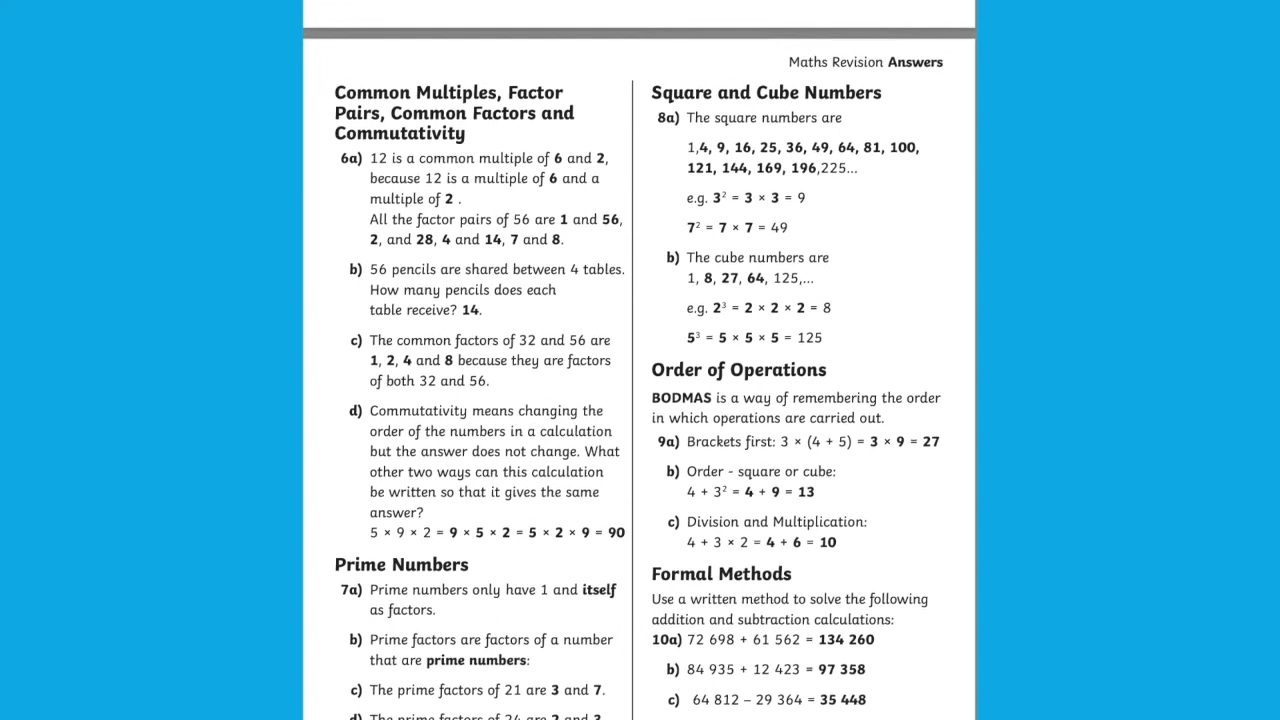 Maths Revision Answers
Common Multiples, Factor
Pairs, Common Factors and
Commutativity
6a) 12 is a common multiple of 6 and 2,
because 12 is a multiple of 6 and a
multiple of 2 .
All the factor pairs of 56 are 1 and 56,
2, and 28, 4 and 14, 7 and 8.
b) 56 pencils are shared between 4 tables.
How many pencils does each
table receive? 14.
c) The common factors of 32 and 56 are
1, 2, 4 and 8 because they are factors
of both 32 and 56.
d) Commutativity means changing the
order of the numbers in a calculation
but the answer does not change. What
other two ways can this calculation
be written so that it gives the same
answer?
5 × 9 × 2 = 9 × 5 × 2 = 5 × 2 × 9 = 90
Prime Numbers
7a) Prime numbers only have 1 and itself
as factors.
b) Prime factors are factors of a number
that are prime numbers:
c) The prime factors of 21 are 3 and 7.
d) The prime factors of 24 are 2 and 3
Square and Cube Numbers
8a) The square numbers are
1,4, 9, 16, 25, 36, 49, 64, 81, 100,
121, 144, 169, 196,225...
e.g. 3² = 3 × 3 = 9
7² = 7 × 7 = 49
b) The cube numbers are
1, 8, 27, 64, 125,...
e.g. 2³ = 2 × 2 × 2 = 8
5³ = 5 × 5 × 5 = 125
Order of Operations
BODMAS is a way of remembering the order
in which operations are carried out.
9a) Brackets first: 3 × (4 + 5) = 3 × 9 = 27
b) Order - square or cube:
4 + 3² = 4 + 9 = 13
c) Division and Multiplication:
4 + 3 × 2 = 4 + 6 = 10
Formal Methods
Use a written method to solve the following
addition and subtraction calculations:
10a) 72 698 + 61 562 = 134 260
b) 84 935 + 12 423 = 97 358
c) 64 812 – 29 364 = 35 448